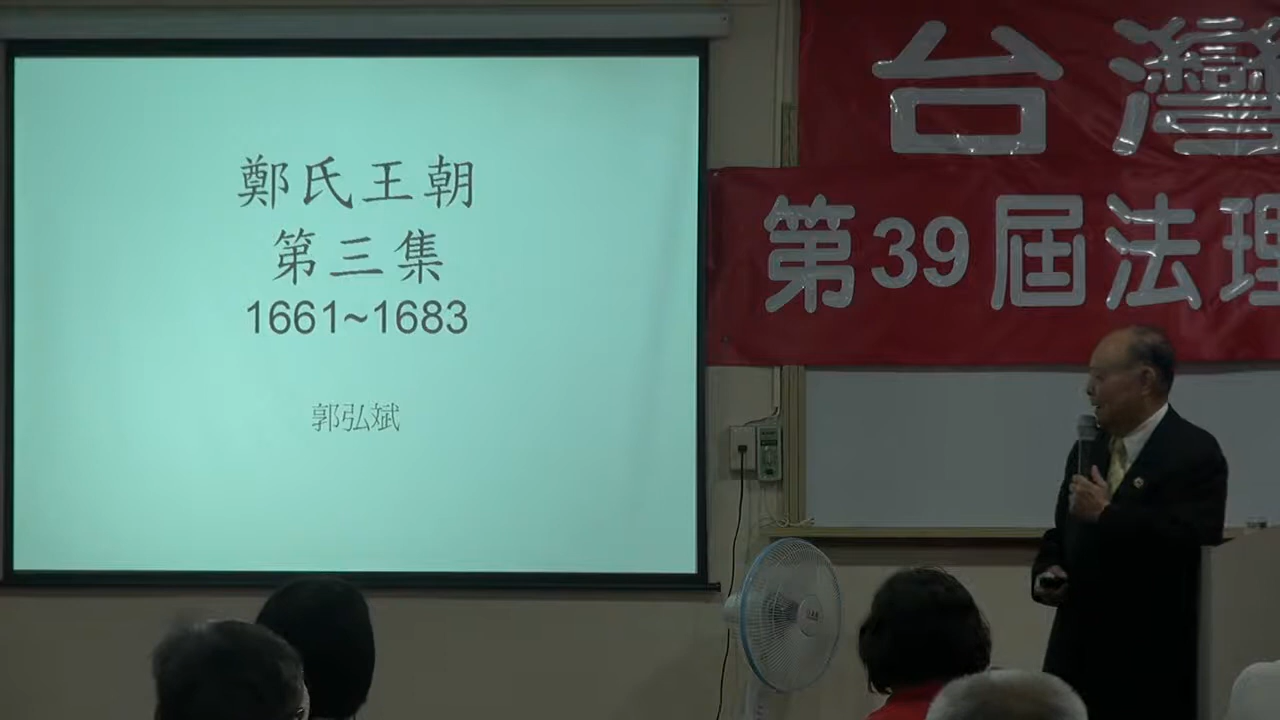 鄭氏王朝
第三集
1661~1683
郭弘斌
台灣
第39屆法理